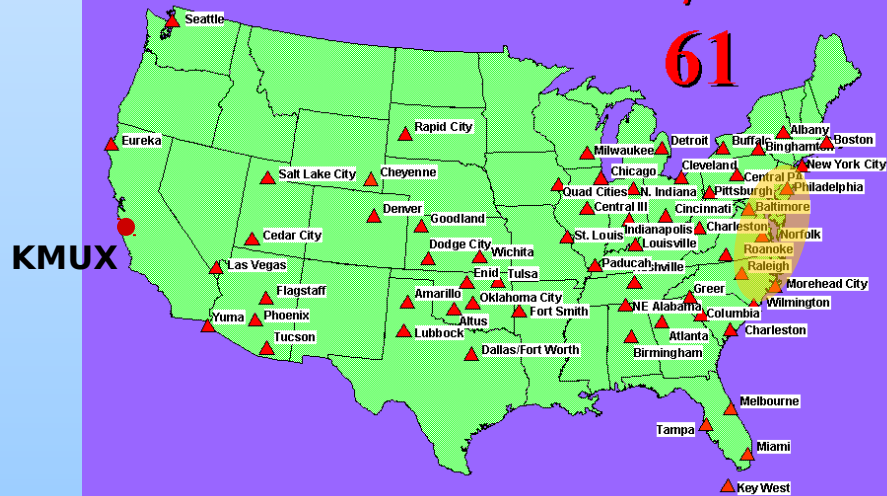 61
Seattle
Eureka
KMUX
Rapid City
Salt Lake City
Cheyenne
Denver
Goodland
Cedar City
Dodge City
Wichita
Las Vegas
Enid
Tulsa
Flagstaff
Amarillo
Oklahoma City
Yuma
Phoenix
Altus
Fort Smith
Tucson
Lubbock
Dallas/Fort Worth
Milwaukee
Detroit
Buffalo
Albany
Binghamton
Boston
Chicago
Cleveland
Central PA
New York City
Quad Cities
N. Indiana
Pittsburgh
Philadelphia
Central Ill
Cincinnati
Baltimore
Indianapolis
Charleston
St. Louis
Louisville
Norfolk
Roanoke
Paducah
Raleigh
Greer
Morehead City
NE Alabama
Columbia
Wilmington
Atlanta
Charleston
Birmingham
Melbourne
Tampa
Miami
Key West